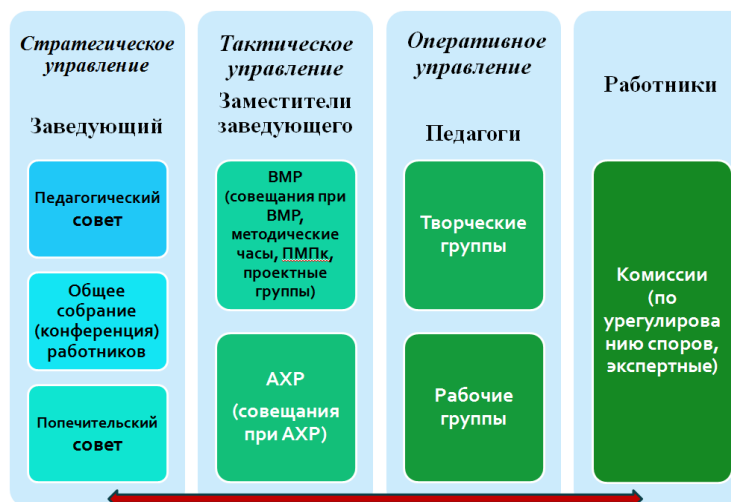 Стратегическое
управление
Заведующий
Педагогический
совет
Общее
собрание
(конференция)
работников
Попечительский
совет
Тактическое
управление
Заместители
заведующего
ВМР
(совещания при
ВМР,
методические
часы, ПМПк,
проектные
группы)
АХР
(совещания
при АХР)
Оперативное
управление
Педагоги
Творческие
группы
Рабочие
группы
Работники
Комиссии
(по
урегулирова
нию споров,
экспертные)